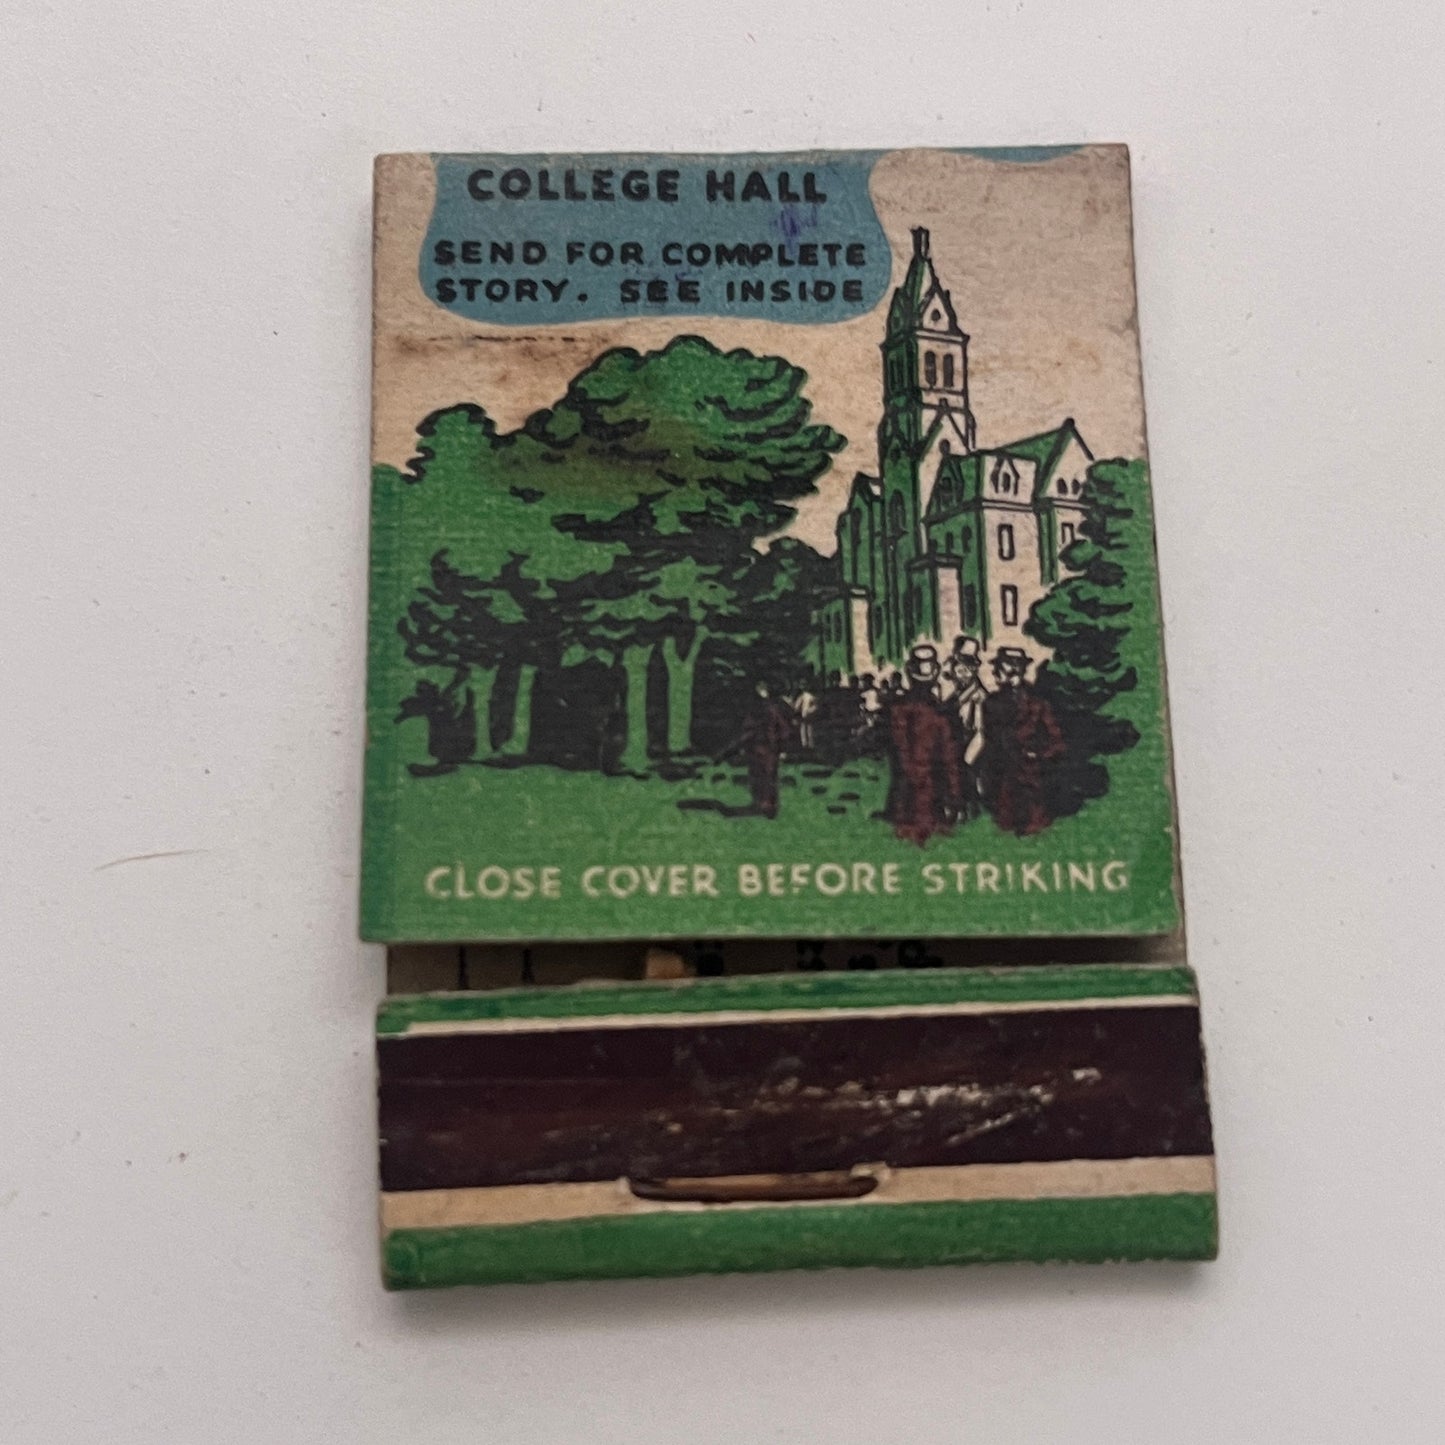 COLLEGE HALL
SEND FOR COMPLETE
STORY. SEE INSIDE
CLOSE COVER BEFORE STRIKING